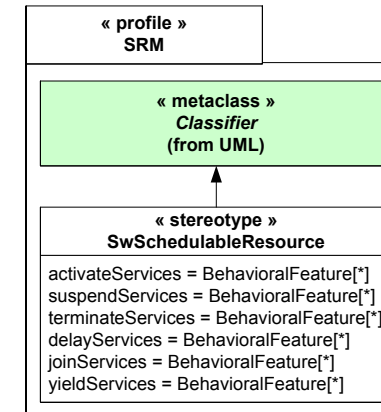 « profile »
SRM
« metaclass »
Classifier
(from UML)
« stereotype »
SwSchedulableResource
activateServices = BehavioralFeature[*]
suspendServices = BehavioralFeature[*]
terminateServices = BehavioralFeature[*]
delayServices = BehavioralFeature[*]
joinServices = BehavioralFeature[*]
yieldServices = BehavioralFeature[*]